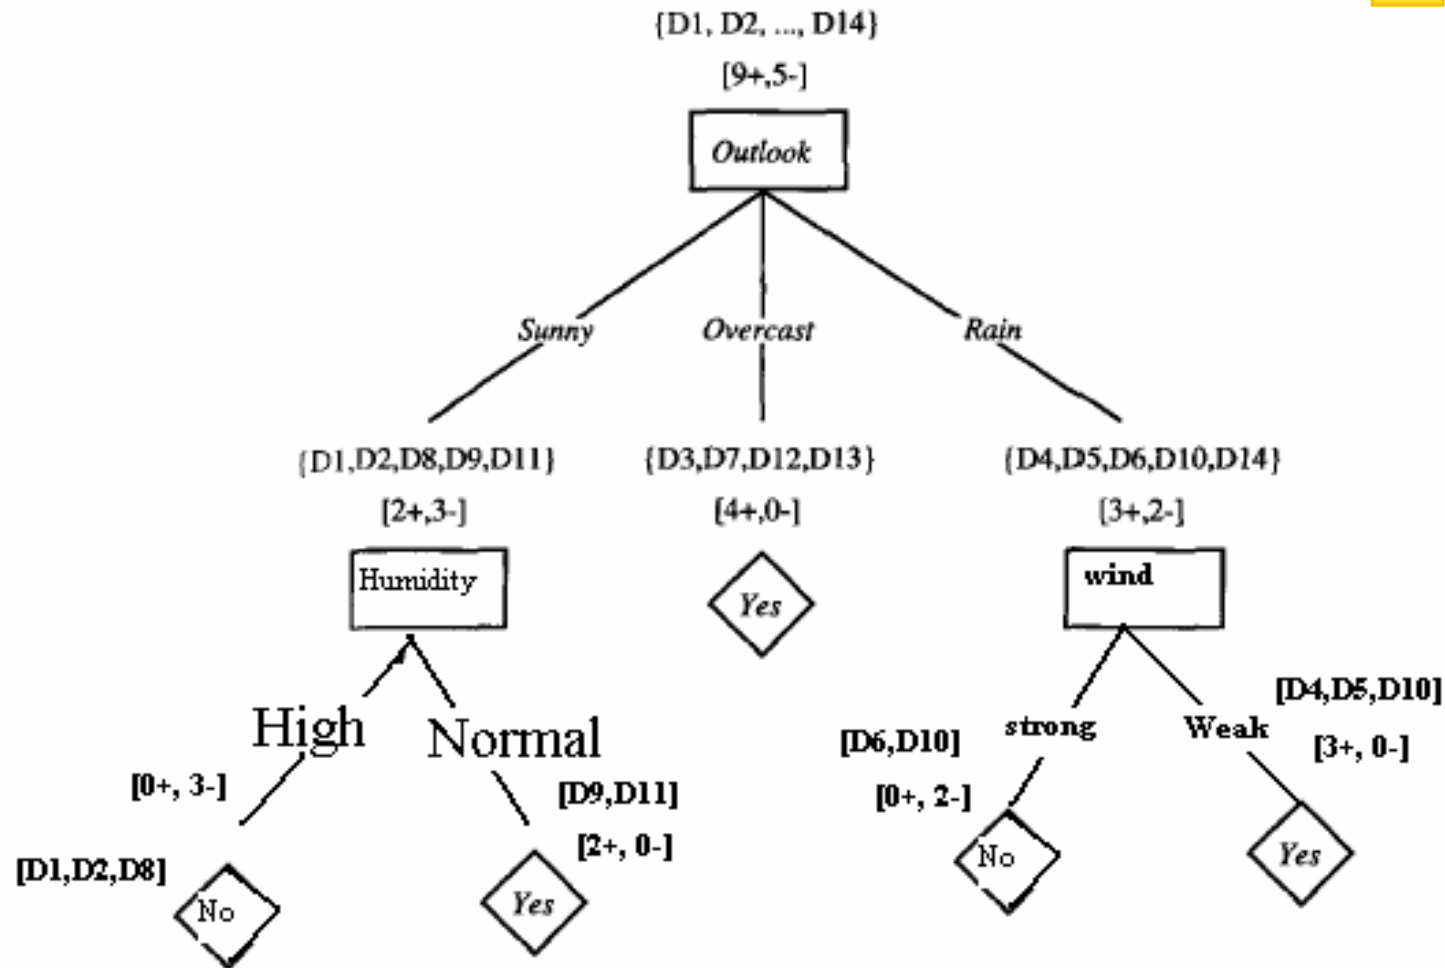 {D1, D2, ..., D14}
[9+,5-]
Outlook
Sunny
Overcast
Rain
{D1,D2,D8,D9,D11}
{D3,D7,D12,D13}
{D4,D5,D6,D10,D14}
[2+,3-]
[4+,0-]
[3+,2-]
Humidity
Yes
wind
High
Normal
strong
Weak
[D4,D5,D10]
[3+, 0-]
[D6,D10]
[0+, 2-]
[0+, 3-]
[D9,D11]
[2+, 0-]
[D1,D2,D8]
No
Yes
No
Yes